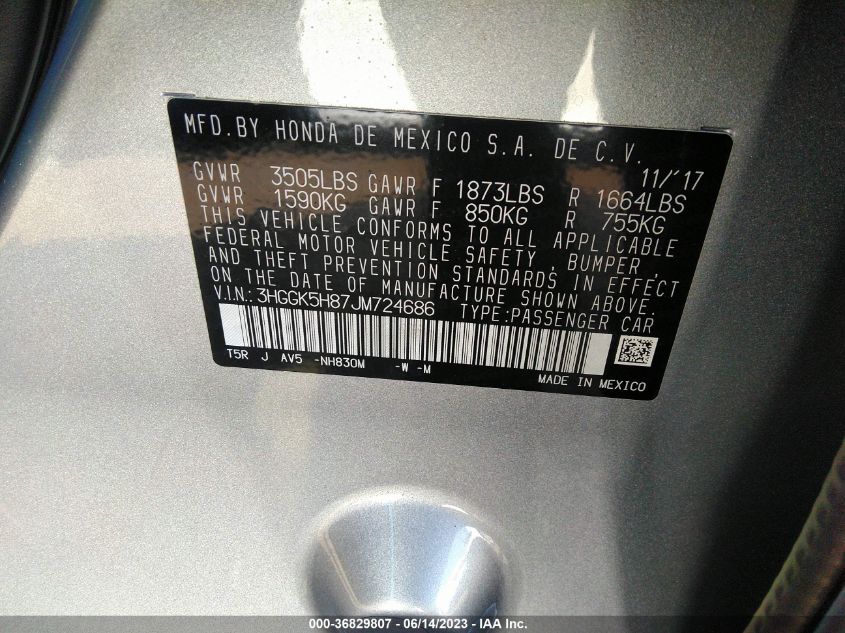 MFD.BY HONDA DE MEXICO S.A. DE C.V.
11/'17
GVWR 3505LBS GAWR F 1873LBS R 1664LBS
GVWR 1590KG GAWR F 850KG R 755KG
THIS VEHICLE CONFORMS TO ALL APPLICABLE
FEDERAL MOTOR VEHICLE SAFETY, BUMPER,
AND THEFT PREVENTION STANDARDS IN EFFECT
ON THE DATE OF MANUFACTURE SHOWN ABOVE.
V.I.N.: 3HGGK5H87JM724686 TYPE:PASSENGER CAR
T5R J AV5 -NH830M -W -M
MADE IN MEXICO
000-36829807 - 06/14/2023 - IAA Inc.